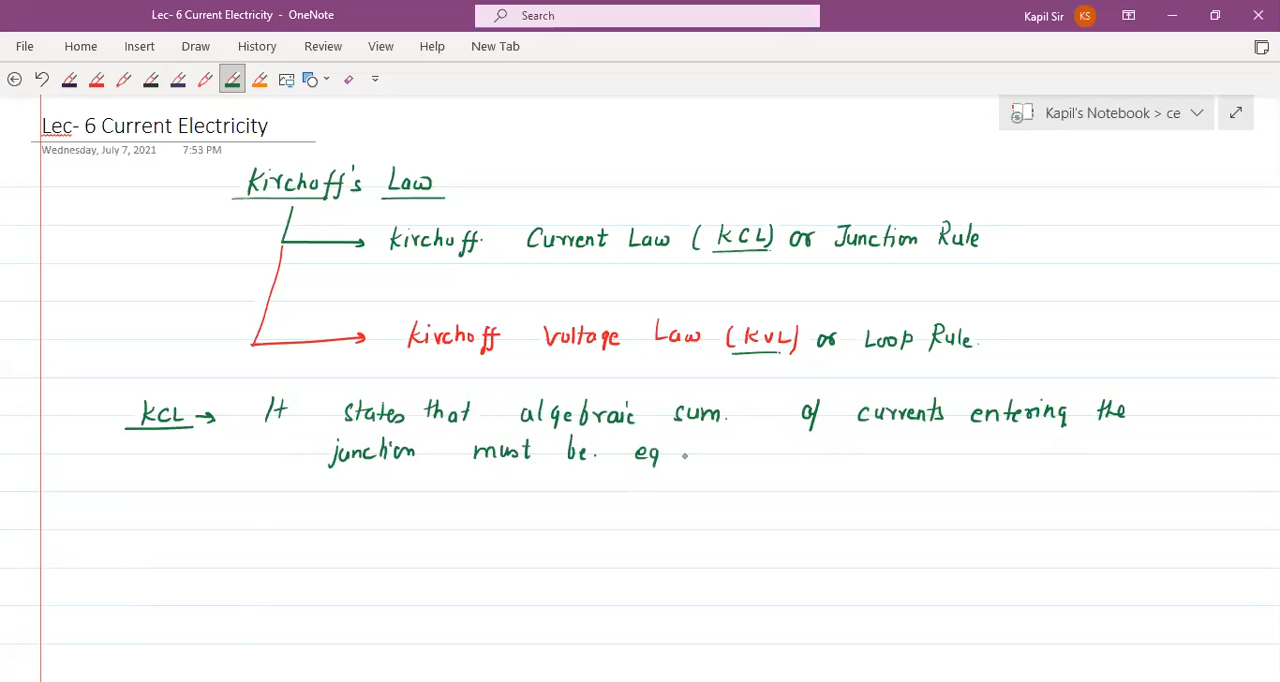 Lec- 6 Current Electricity - OneNote
Search
Kapil Sir
KS
File Home Insert Draw History Review View Help New Tab
Kapil's Notebook > ce
Lec- 6 Current Electricity
Wednesday, July 7, 2021 7:53 PM
Kirchoff's Law
Kirchoff. Current Law (KCL) or Junction Rule
Kirchoff Voltage Law (KVL) or Loop Rule.
KCL → It states that algebraic sum. of currents entering the
junction must be. eq